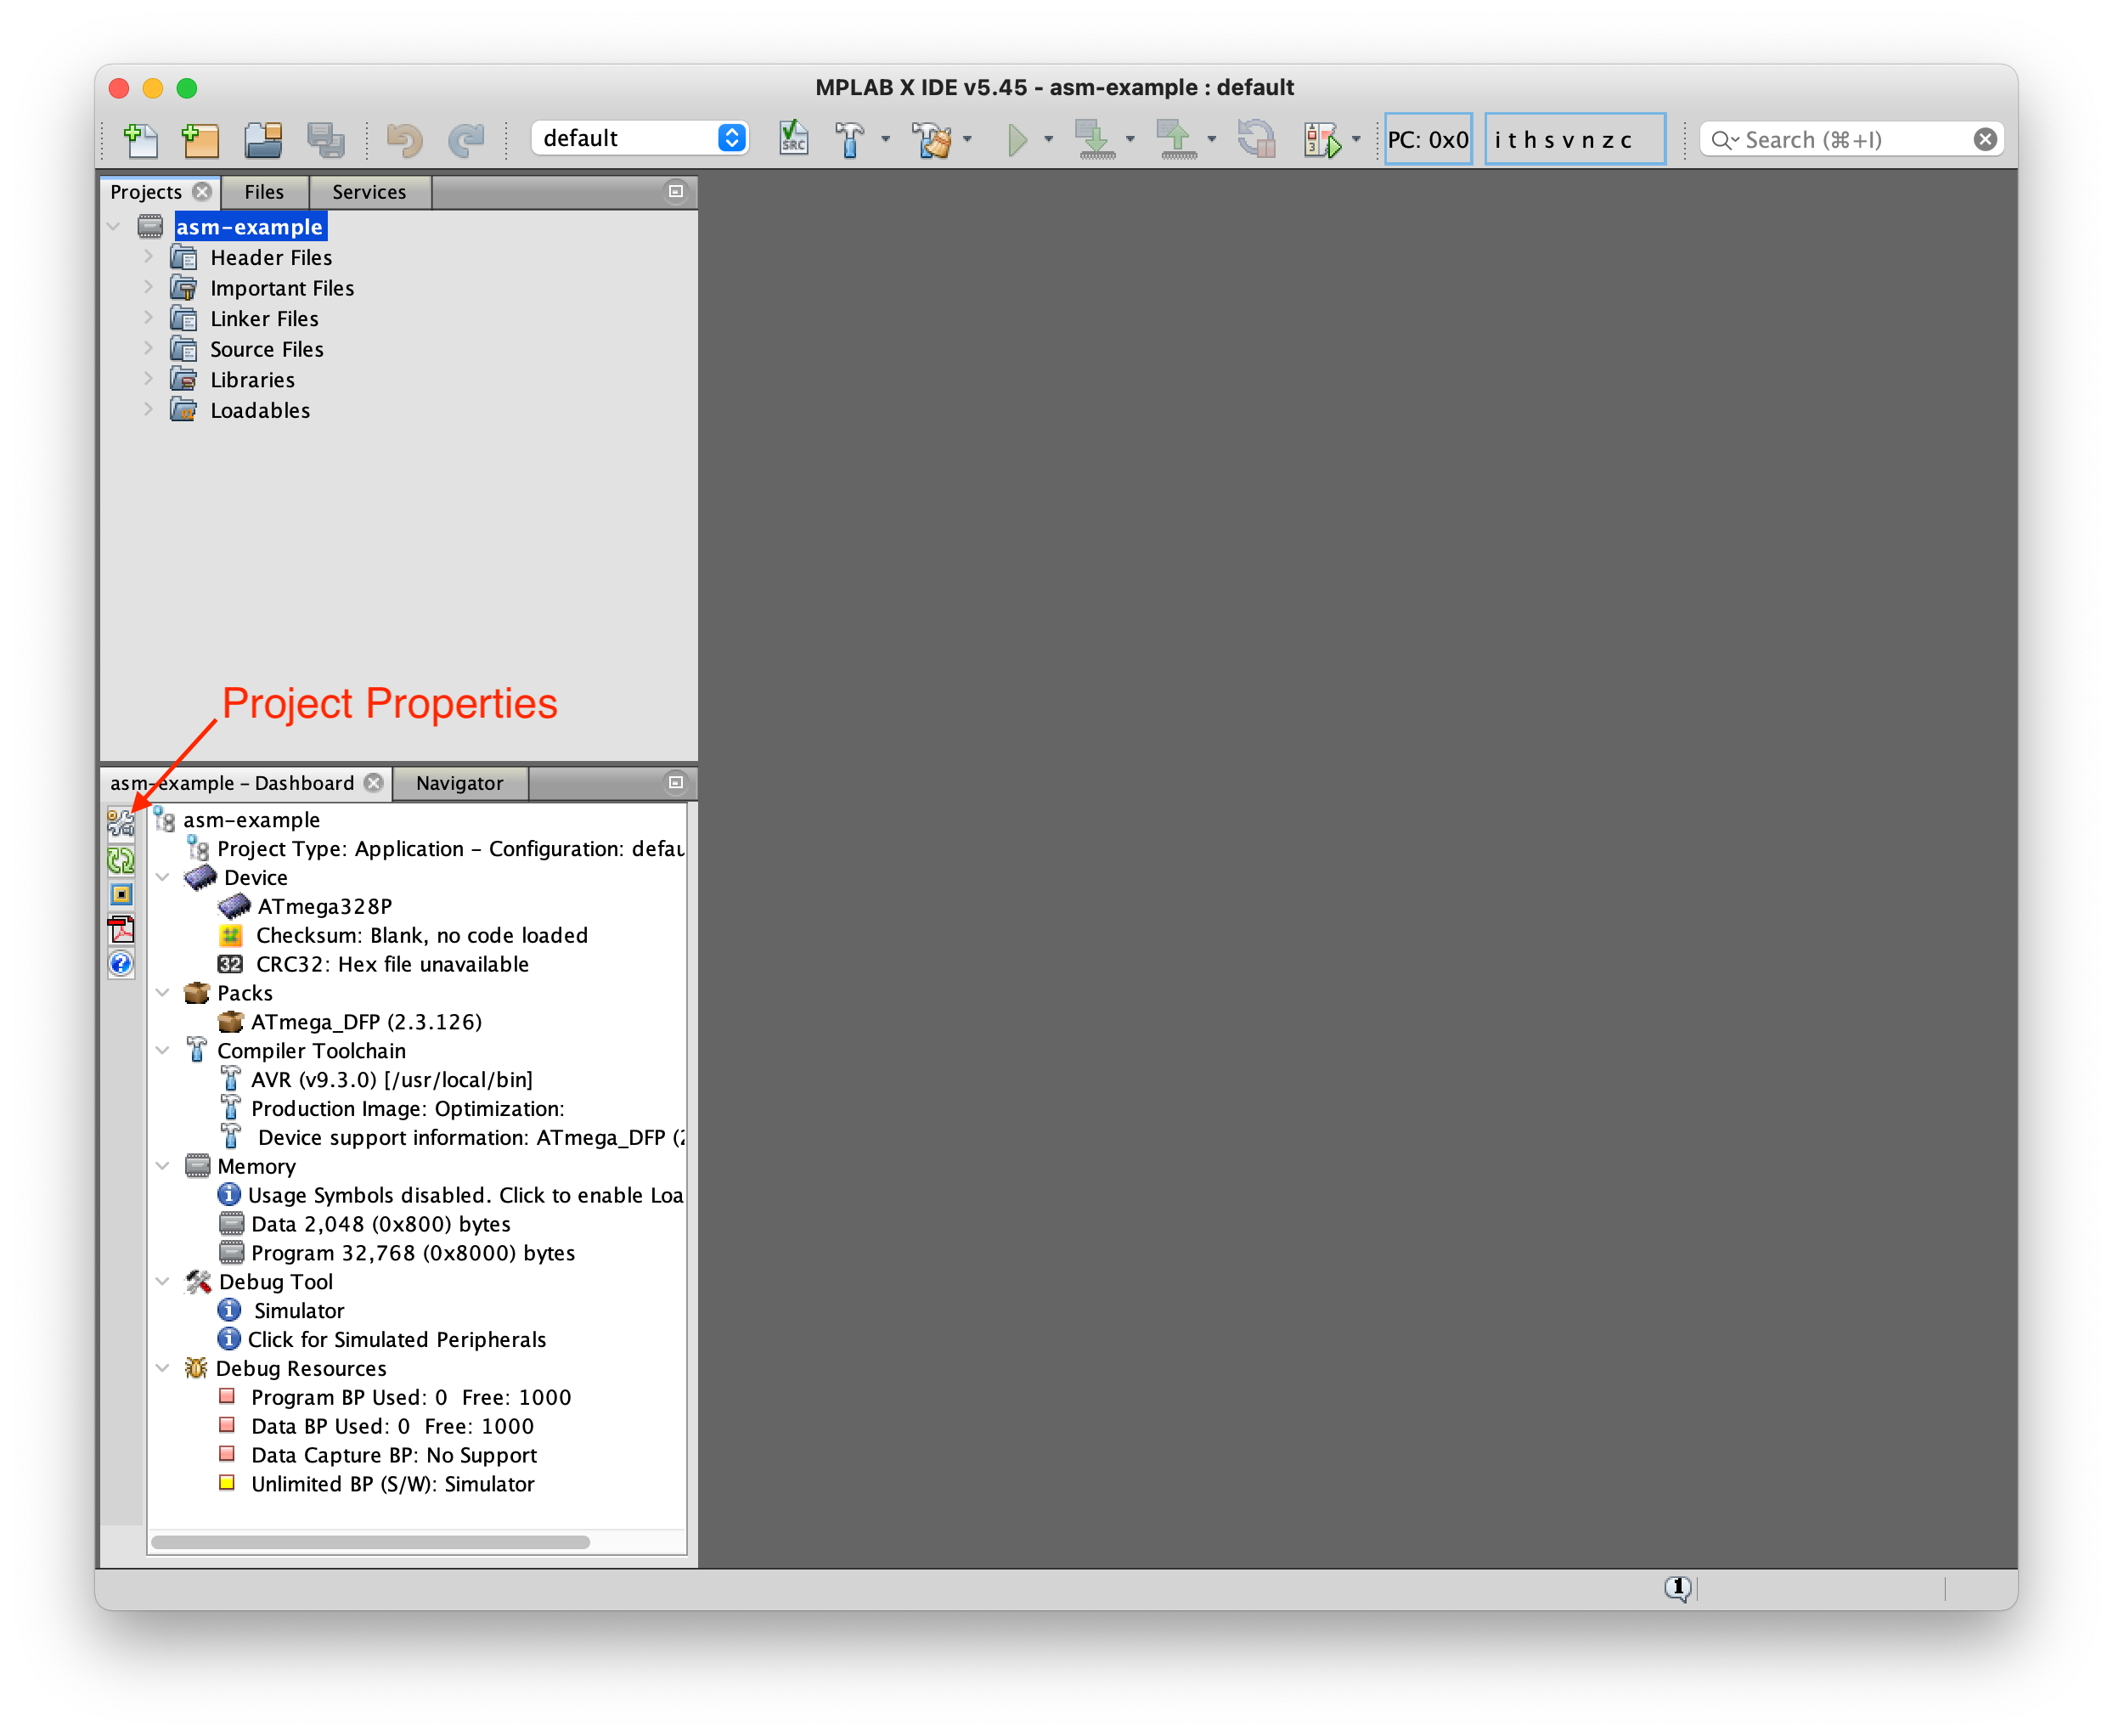 MPLAB X IDE v5.45 - asm-example : default
default
SRC
PC: 0x0
i t h s v n z c
Search (⌘+I)
Projects
Files
Services
asm-example
Header Files
Important Files
Linker Files
Source Files
Libraries
Loadables
Project Properties
asm-example - Dashboard
Navigator
asm-example
Project Type: Application - Configuration: defau
Device
ATmega328P
Checksum: Blank, no code loaded
32 CRC32: Hex file unavailable
Packs
ATmega_DFP (2.3.126)
Compiler Toolchain
AVR (v9.3.0) [/usr/local/bin]
Production Image: Optimization:
Device support information: ATmega_DFP (2
Memory
Usage Symbols disabled. Click to enable Loa
Data 2,048 (0x800) bytes
Program 32,768 (0x8000) bytes
Debug Tool
Simulator
Click for Simulated Peripherals
Debug Resources
Program BP Used: 0 Free: 1000
Data BP Used: 0 Free: 1000
Data Capture BP: No Support
Unlimited BP (S/W): Simulator
1